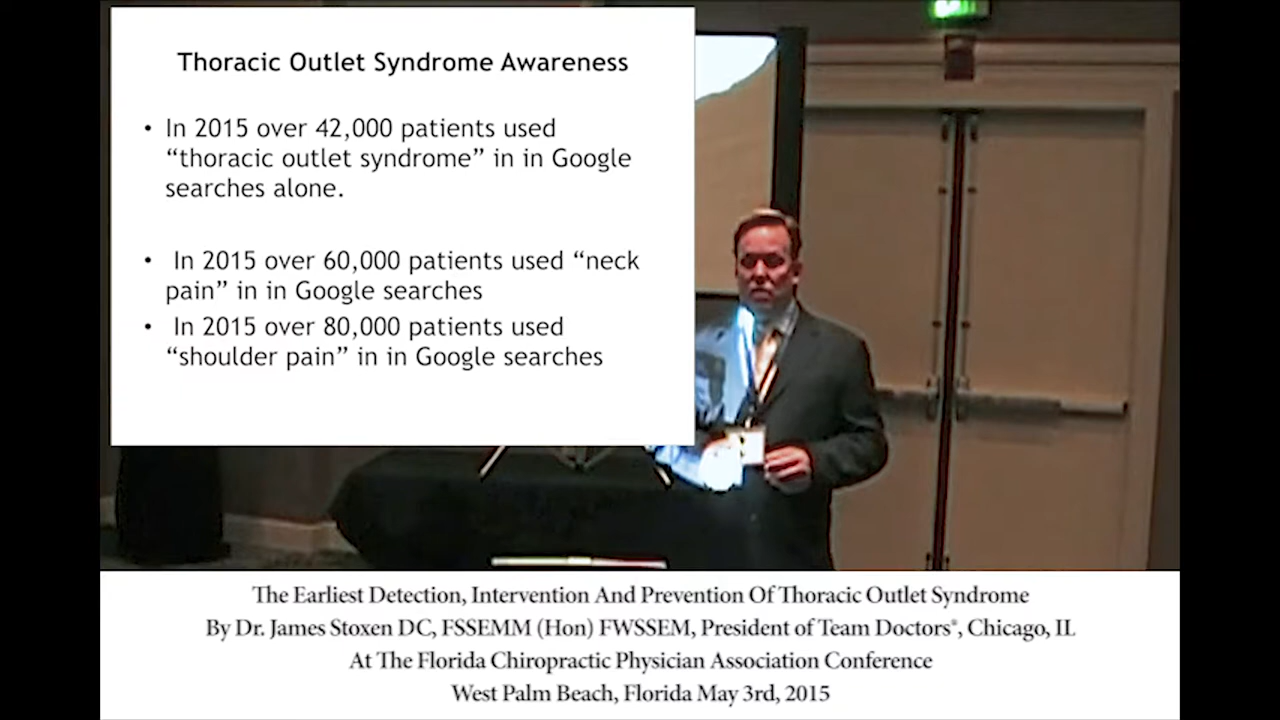 Thoracic Outlet Syndrome Awareness
• In 2015 over 42,000 patients used
“thoracic outlet syndrome” in in Google
searches alone.
• In 2015 over 60,000 patients used “neck
pain” in in Google searches
• In 2015 over 80,000 patients used
“shoulder pain” in in Google searches
The Earliest Detection, Intervention And Prevention Of Thoracic Outlet Syndrome
By Dr. James Stoxen DC, FSSEMM (Hon) FWSSEM, President of Team Doctors®, Chicago, IL
At The Florida Chiropractic Physician Association Conference
West Palm Beach, Florida May 3rd, 2015